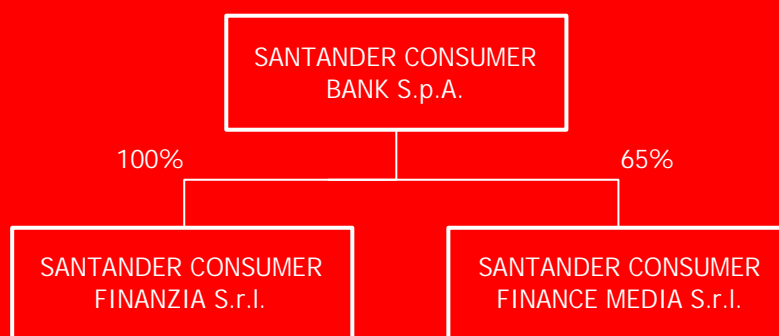 SANTANDER CONSUMER
BANK S.p.A.
100%
65%
SANTANDER CONSUMER
FINANZIA S.r.l.
SANTANDER CONSUMER
FINANCE MEDIA S.r.l.